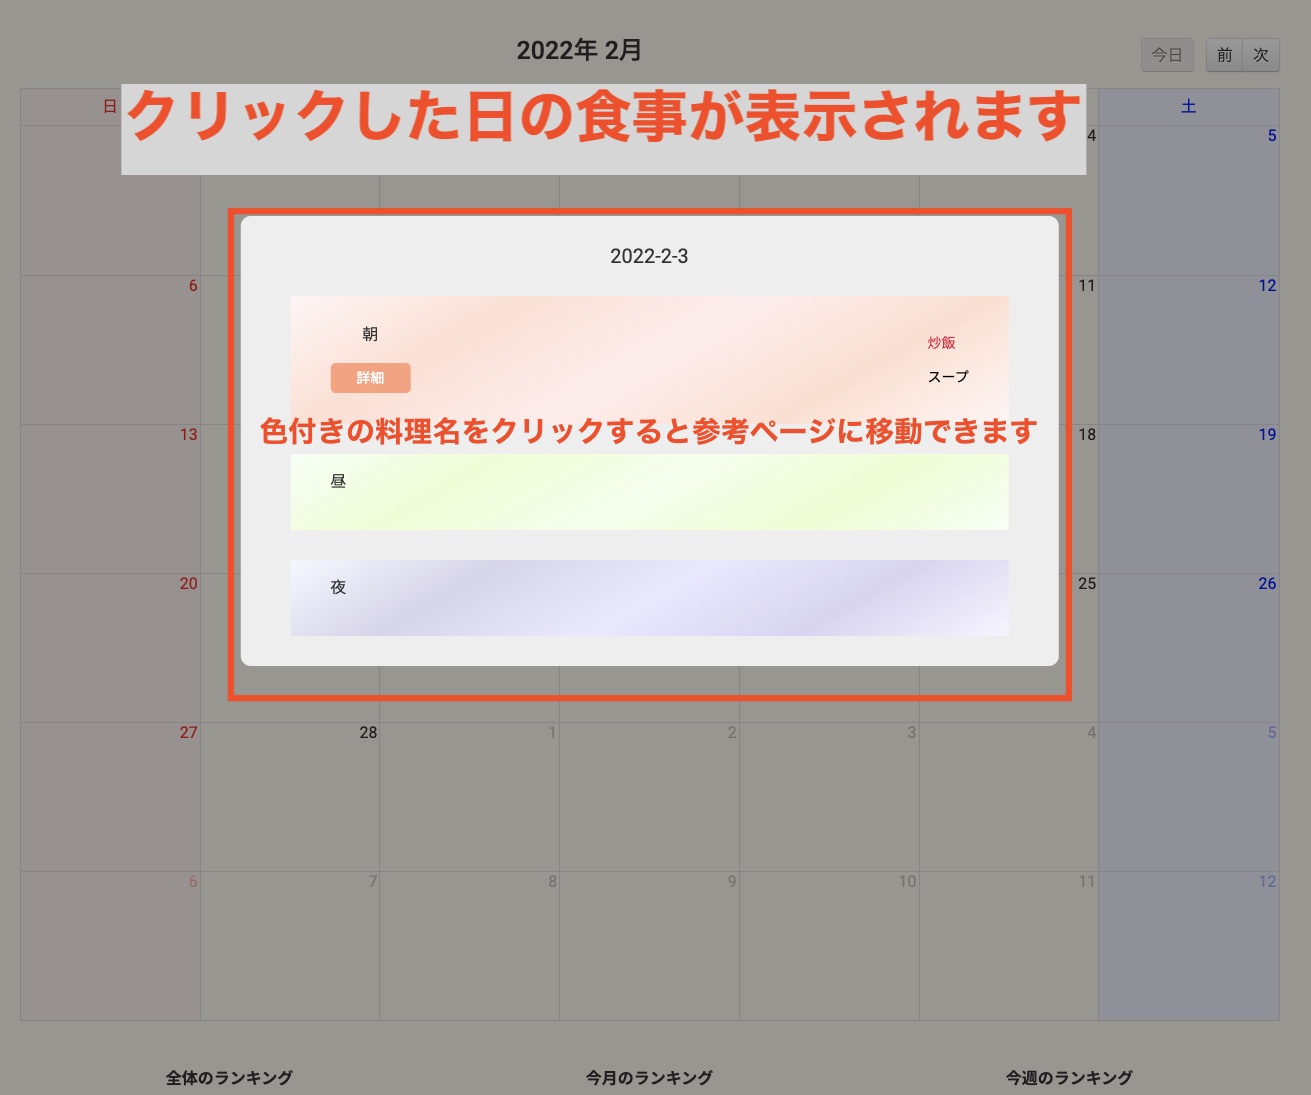 2022年 2月
今日 前 次
クリックした日の食事が表示されます
日 土
4 5
2022-2-3
朝
炒飯
詳細
スープ
6 11 12
色付きの料理名をクリックすると参考ページに移動できます
13 18 19
昼
20 25 26
夜
27 28 1 2 3 4 5
6 7 8 9 10 11 12
全体のランキング 今月のランキング 今週のランキング